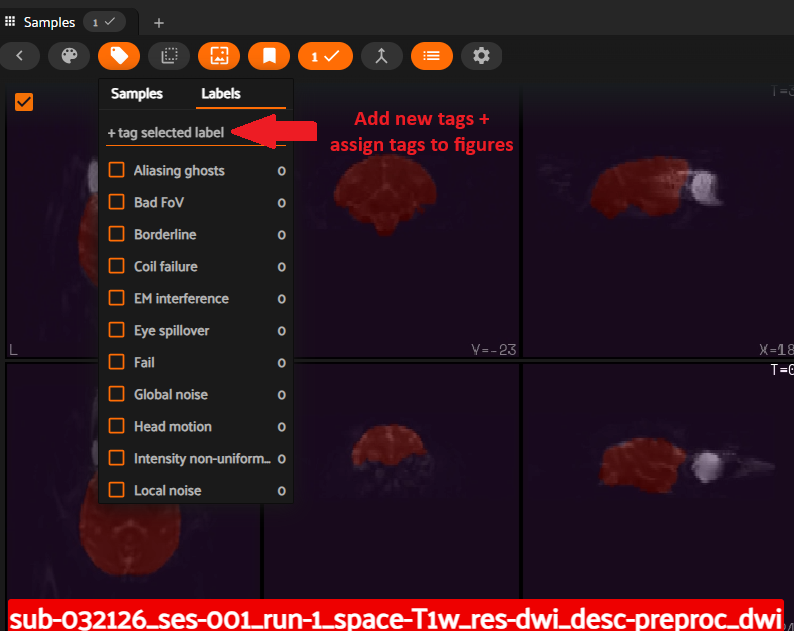 Samples 1
1
Samples Labels
+ tag selected label
Add new tags +
assign tags to figures
Aliasing ghosts 0
Bad FoV 0
Borderline 0
Coil failure 0
EM interference 0
Eye spillover 0
Fail 0
Global noise 0
Head motion 0
Intensity non-uniform... 0
Local noise 0
L
Y=-23
X=18
T=0
sub-032126_ses-001_run-1_space-T1w_res-dwi_desc-preproc_dwi